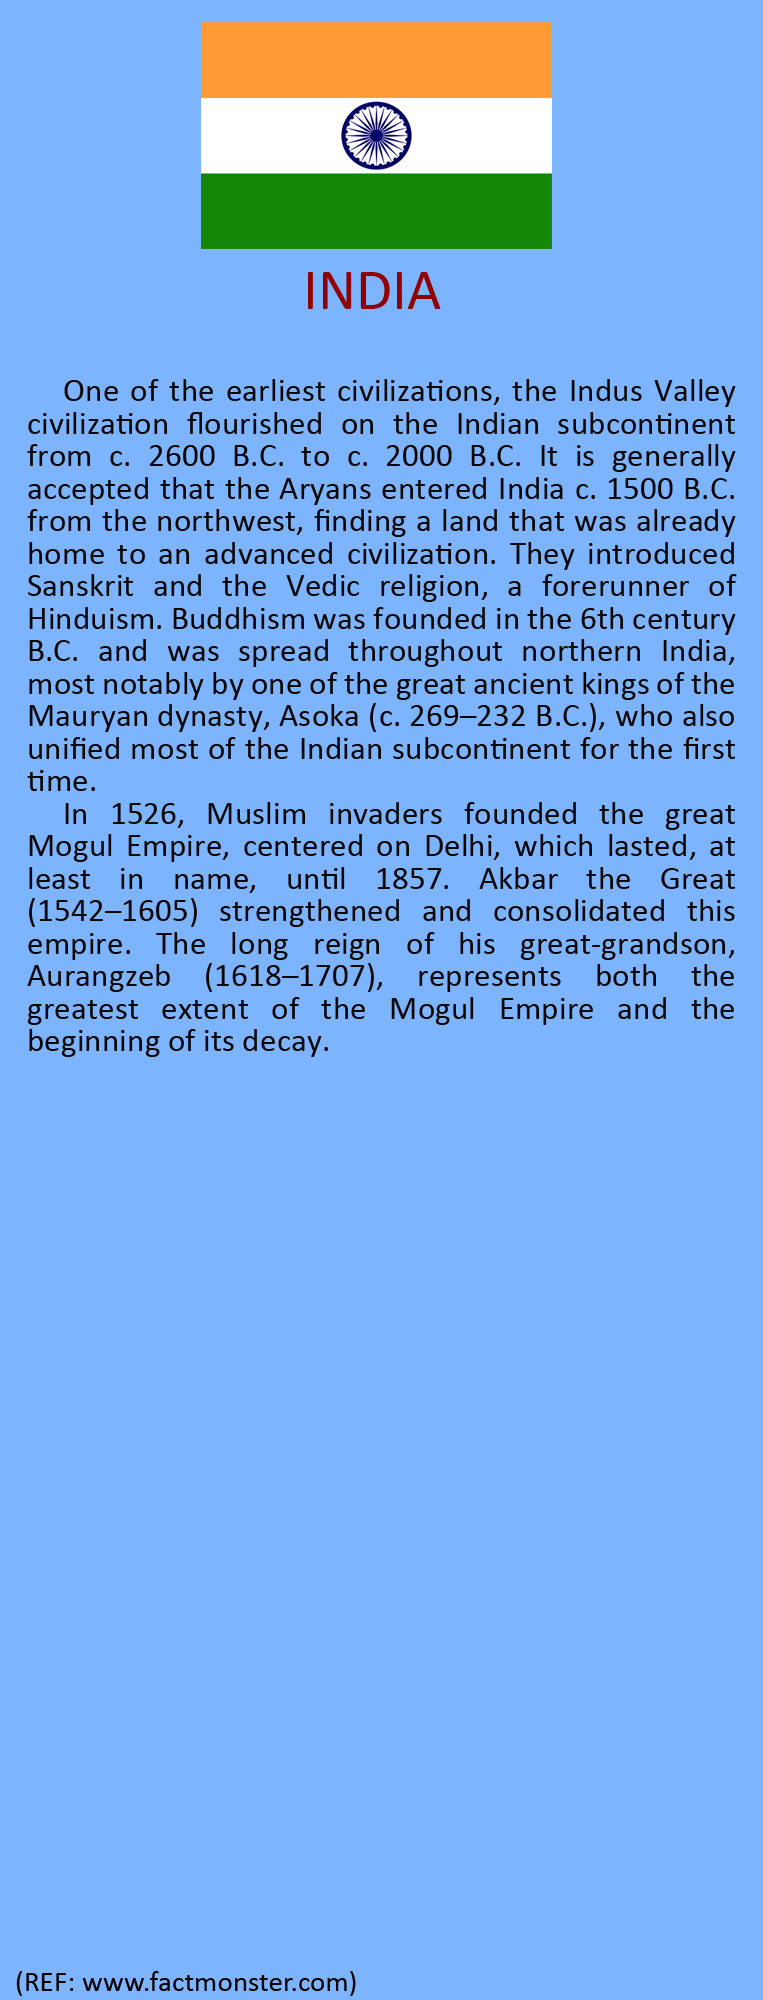 INDIA
One of the earliest civilizations, the Indus Valley
civilization flourished on the Indian subcontinent
from c. 2600 B.C. to c. 2000 B.C. It is generally
accepted that the Aryans entered India c. 1500 B.C.
from the northwest, finding a land that was already
home to an advanced civilization. They introduced
Sanskrit and the Vedic religion, a forerunner of
Hinduism. Buddhism was founded in the 6th century
B.C. and was spread throughout northern India,
most notably by one of the great ancient kings of the
Mauryan dynasty, Asoka (c. 269–232 B.C.), who also
unified most of the Indian subcontinent for the first
time.
In 1526, Muslim invaders founded the great
Mogul Empire, centered on Delhi, which lasted, at
least in name, until 1857. Akbar the Great
(1542–1605) strengthened and consolidated this
empire. The long reign of his great-grandson,
Aurangzeb (1618–1707), represents both the
greatest extent of the Mogul Empire and the
beginning of its decay.
(REF: www.factmonster.com)